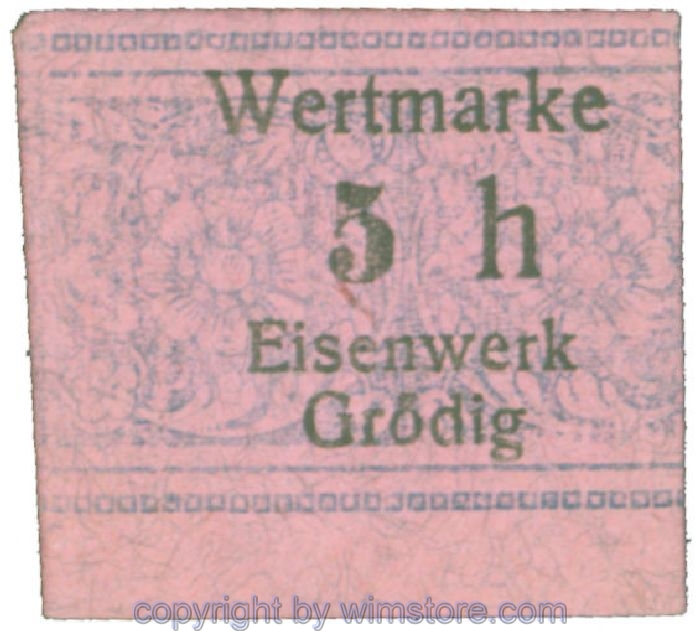 Wertmarke
5 h
Eisenwerk
Grödig
copyright by wimstore.com